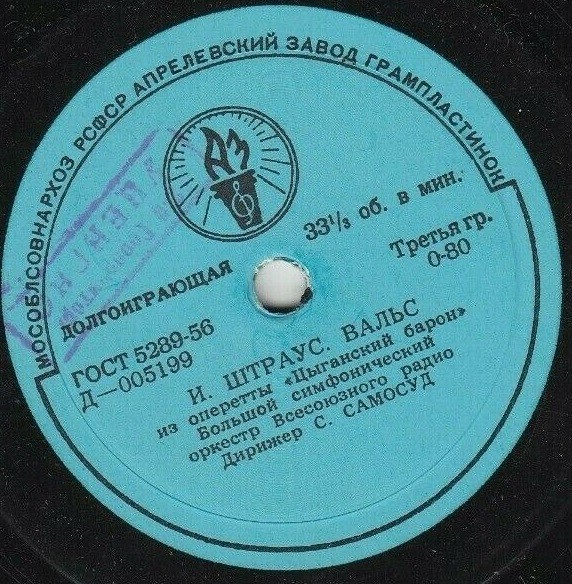 МОСОБЛСОВНАРХОЗ РСФСР АПРЕЛЕВСКИЙ ЗАВОД ГРАМПЛАСТИНОК
АЗ
ДОЛГОИГРАЮЩАЯ
33⅓ об. в мин.
ГОСТ 5289-56
Третья гр.
Д—005199
0-80
И. ШТРАУС. ВАЛЬС
из оперетты «Цыганский барон»
Большой симфонический
оркестр Всесоюзного радио
Дирижер С. САМОСУД